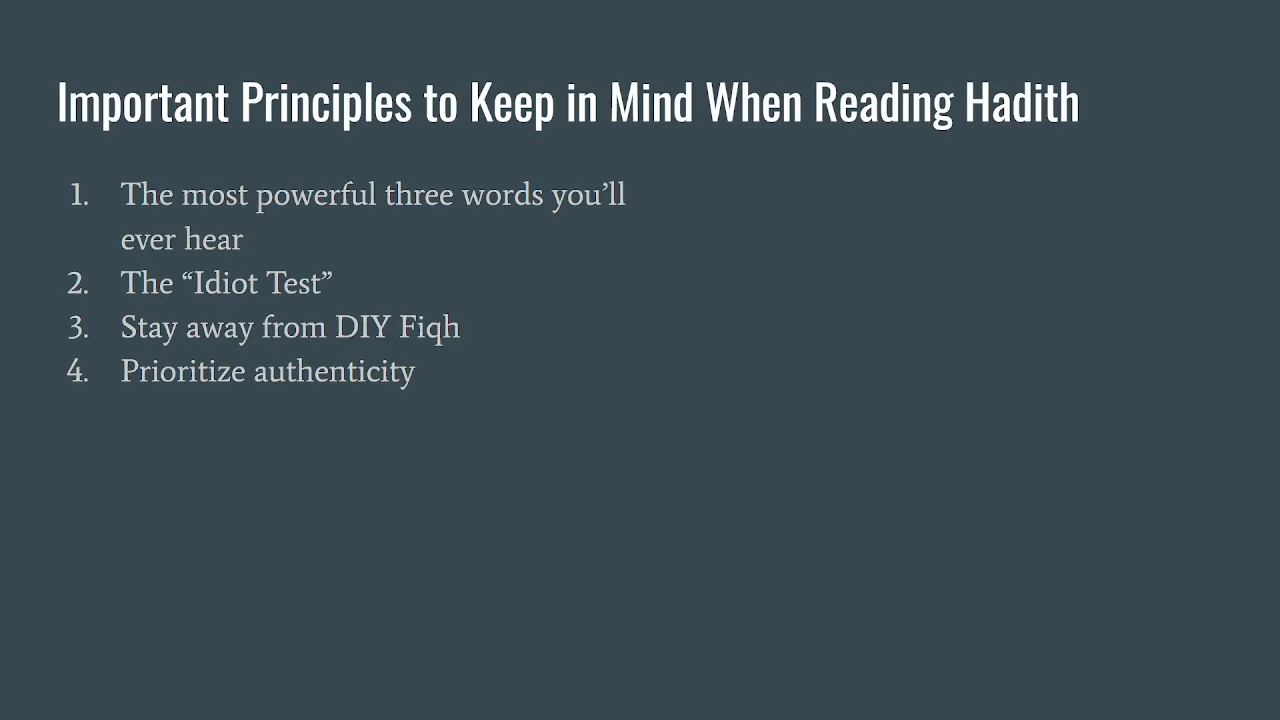 Important Principles to Keep in Mind When Reading Hadith
1. The most powerful three words you’ll
ever hear
2. The “Idiot Test”
3. Stay away from DIY Fiqh
4. Prioritize authenticity